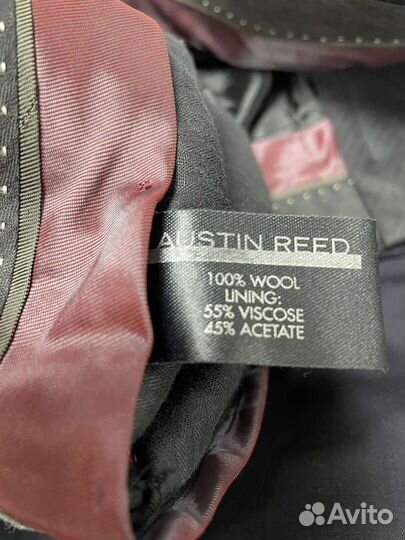 AUSTIN REED
100% WOOL
LINING:
55% VISCOSE
45% ACETATE
Avito